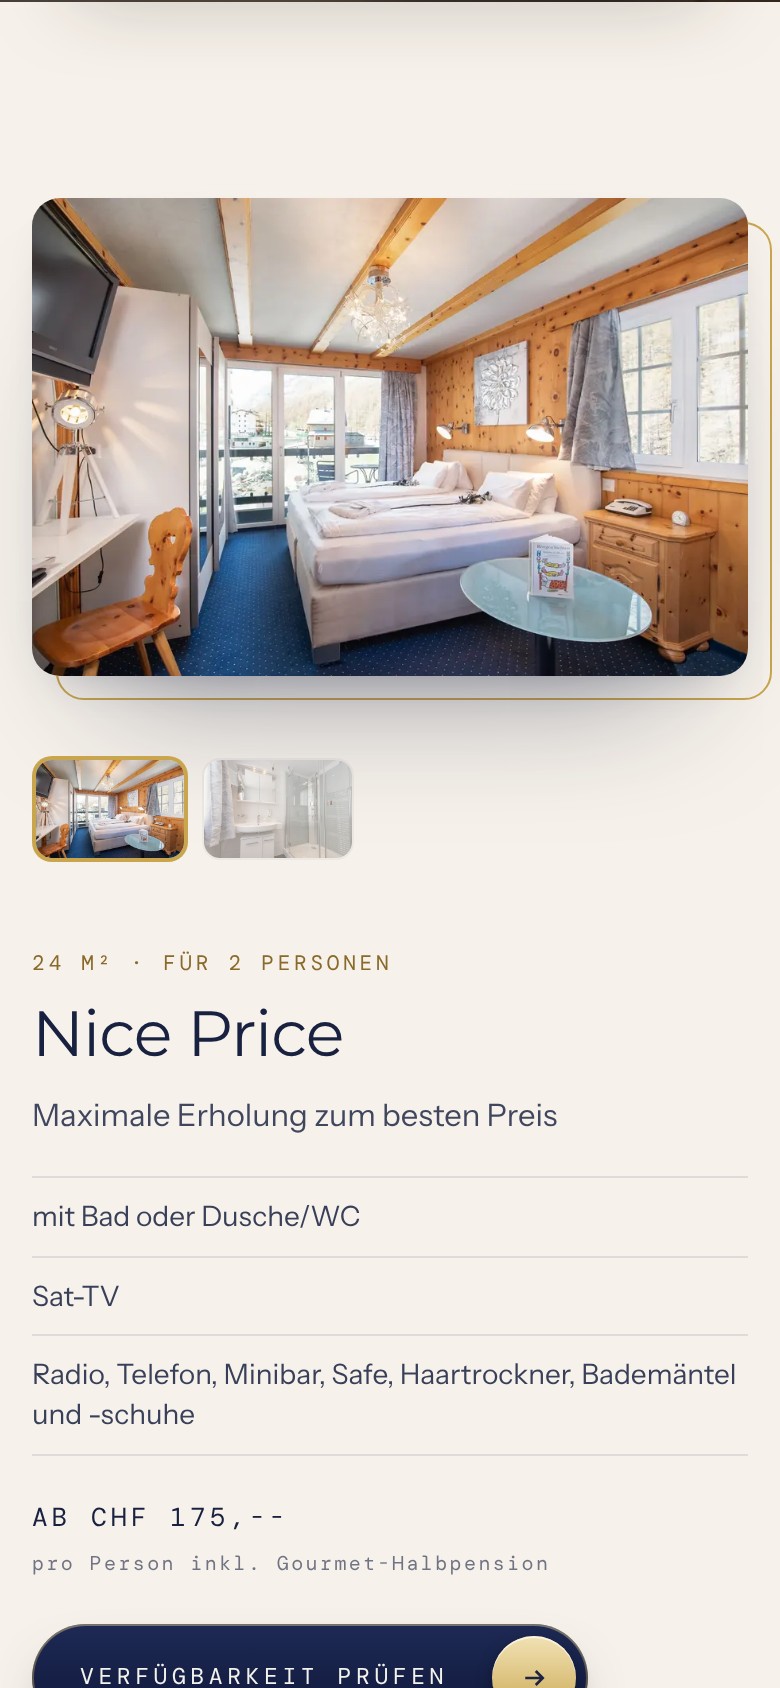 24 M² · FÜR 2 PERSONEN
Nice Price
Maximale Erholung zum besten Preis
mit Bad oder Dusche/WC
Sat-TV
Radio, Telefon, Minibar, Safe, Haartrockner, Bademäntel
und -schuhe
AB CHF 175,--
pro Person inkl. Gourmet-Halbpension
VERFÜGBARKEIT PRÜFEN →